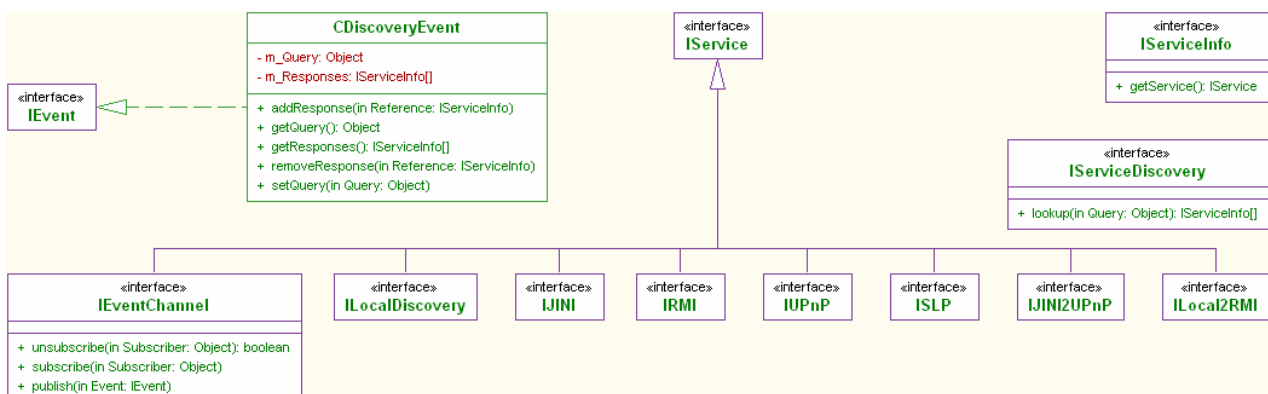 «interface»
IEvent
CDiscoveryEvent
- m_Query: Object
- m_Responses: IServiceInfo[]
+ addResponse(in Reference: IServiceInfo)
+ getQuery(): Object
+ getResponses(): IServiceInfo[]
+ removeResponse(in Reference: IServiceInfo)
+ setQuery(in Query: Object)
«interface»
IService
«interface»
IServiceInfo
+ getService(): IService
«interface»
IServiceDiscovery
+ lookup(in Query: Object): IServiceInfo[]
«interface»
IEventChannel
+ unsubscribe(in Subscriber: Object): boolean
+ subscribe(in Subscriber: Object)
+ publish(in Event: IEvent)
«interface»
ILocalDiscovery
«interface»
IJINI
«interface»
IRMI
«interface»
IUPnP
«interface»
ISLP
«interface»
IJINI2UPnP
«interface»
ILocal2RMI